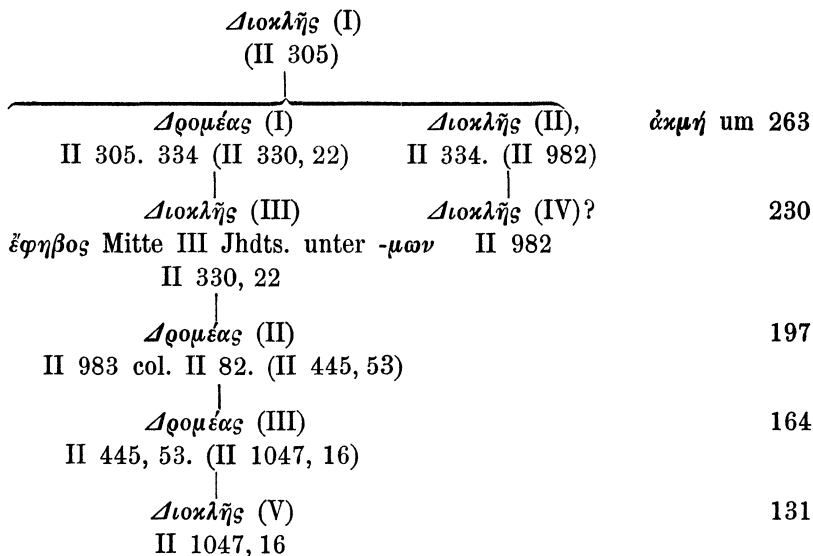 Διοκλῆς (I)
(II 305)
Δρομέας (I) Διοκλῆς (II), ἀκμή um 263
II 305. 334 (II 330, 22) II 334. (II 982)
Διοκλῆς (III) Διοκλῆς (IV)? 230
ἔφηβος Mitte III Jhdts. unter -μων II 982
II 330, 22
Δρομέας (II) 197
II 983 col. II 82. (II 445, 53)
Δρομέας (III) 164
II 445, 53. (II 1047, 16)
Διοκλῆς (V) 131
II 1047, 16